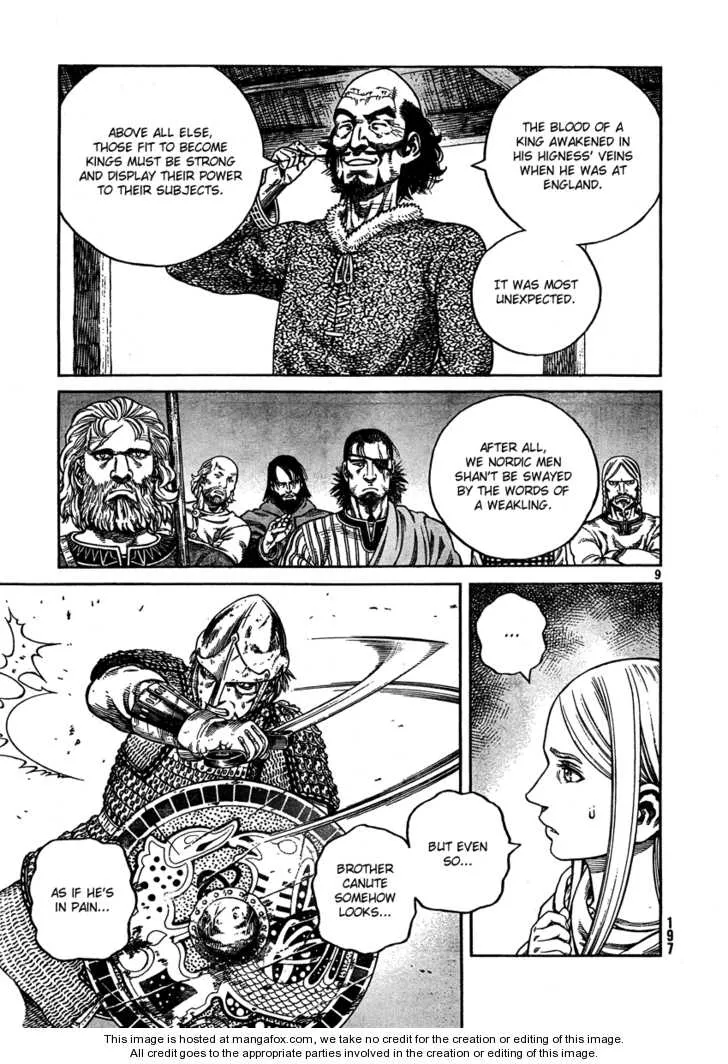 ABOVE ALL ELSE,
THOSE FIT TO BECOME
KINGS MUST BE STRONG
AND DISPLAY THEIR POWER
TO THEIR SUBJECTS.
THE BLOOD OF A
KING AWAKENED IN
HIS HIGNESS' VEINS
WHEN HE WAS AT
ENGLAND.
IT WAS MOST
UNEXPECTED.
AFTER ALL,
WE NORDIC MEN
SHAN'T BE SWAYED
BY THE WORDS OF
A WEAKLING.
9
...
BUT EVEN
SO...
BROTHER
CANUTE
SOMEHOW
LOOKS...
AS IF HE'S
IN PAIN...
197
This image is hosted at mangafox.com, we take no credit for the creation or editing of this image.
All credit goes to the appropriate parties involved in the creation and editing of this image.